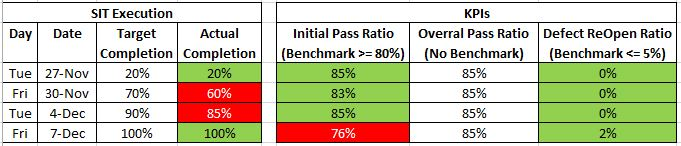 SIT Execution KPIs
Day Date Target Completion Actual Completion Initial Pass Ratio (Benchmark >= 80%) Overral Pass Ratio (No Benchmark) Defect ReOpen Ratio (Benchmark <= 5%)
Tue 27-Nov 20% 20% 85% 85% 0%
Fri 30-Nov 70% 60% 83% 85% 0%
Tue 4-Dec 90% 85% 85% 85% 0%
Fri 7-Dec 100% 100% 76% 85% 2%